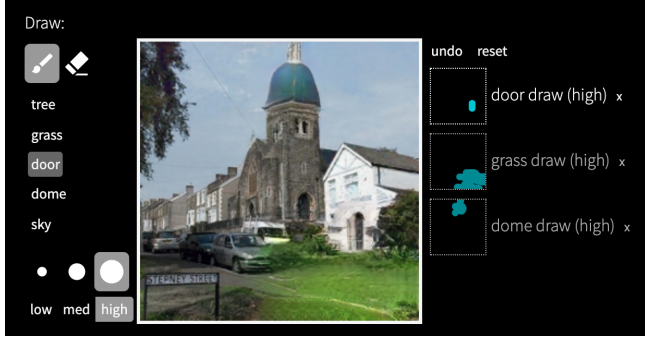 Draw:
undo reset
tree
grass
door
dome
sky
low med high
door draw (high) x
grass draw (high) x
dome draw (high) x
STEPNEY STREET